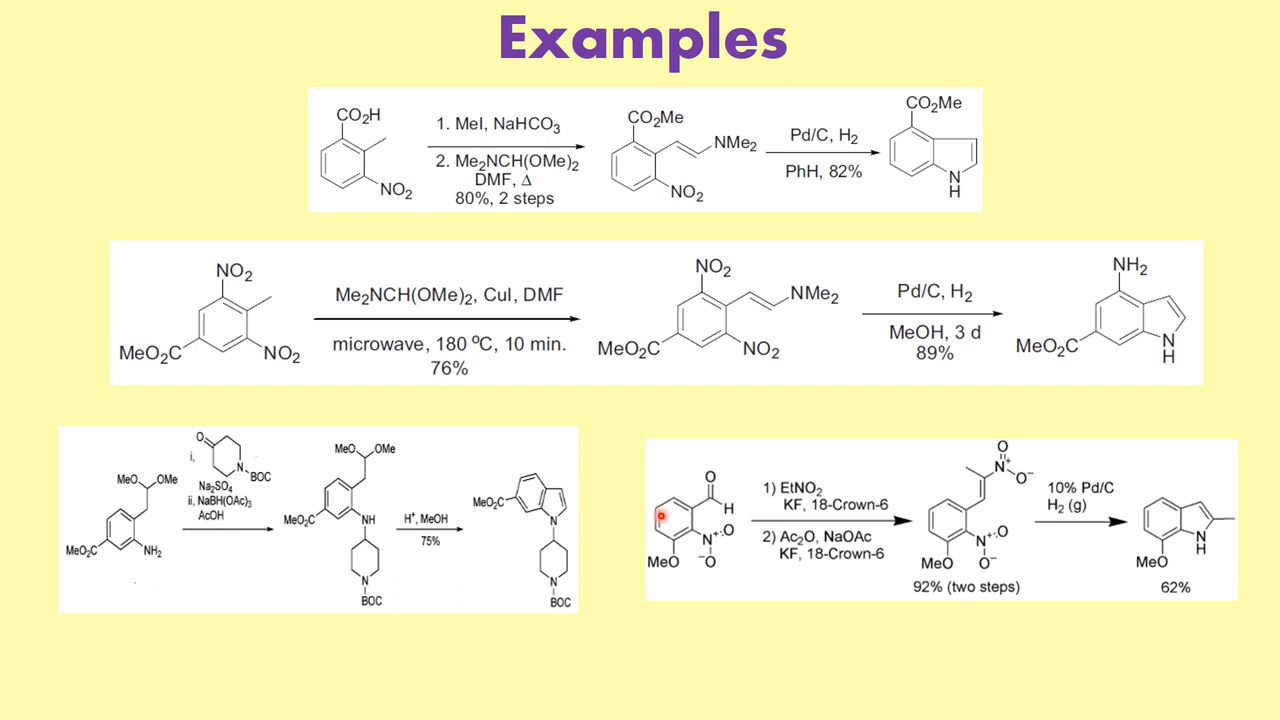 Examples
CO₂H
NO₂
1. MeI, NaHCO₃
2. Me₂NCH(OMe)₂
DMF, Δ
80%, 2 steps
CO₂Me
NMe₂
NO₂
Pd/C, H₂
PhH, 82%
CO₂Me
N
H
NO₂
MeO₂C
NO₂
Me₂NCH(OMe)₂, CuI, DMF
microwave, 180 ºC, 10 min.
76%
NO₂
NMe₂
MeO₂C
NO₂
Pd/C, H₂
MeOH, 3 d
89%
NH₂
MeO₂C
N
H
MeO OMe
MeO₂C
NH₂
i,
O
N
BOC
Na₂SO₄
ii, NaBH(OAc)₃
AcOH
MeO OMe
MeO₂C
NH
N
BOC
H⁺, MeOH
75%
MeO₂C
N
N
BOC
O
H
N⁺ O
MeO ⁻O
1) EtNO₂
KF, 18-Crown-6
2) Ac₂O, NaOAc
KF, 18-Crown-6
O
N⁺ O⁻
N⁺ O
MeO O⁻
92% (two steps)
10% Pd/C
H₂ (g)
N
H
MeO
62%